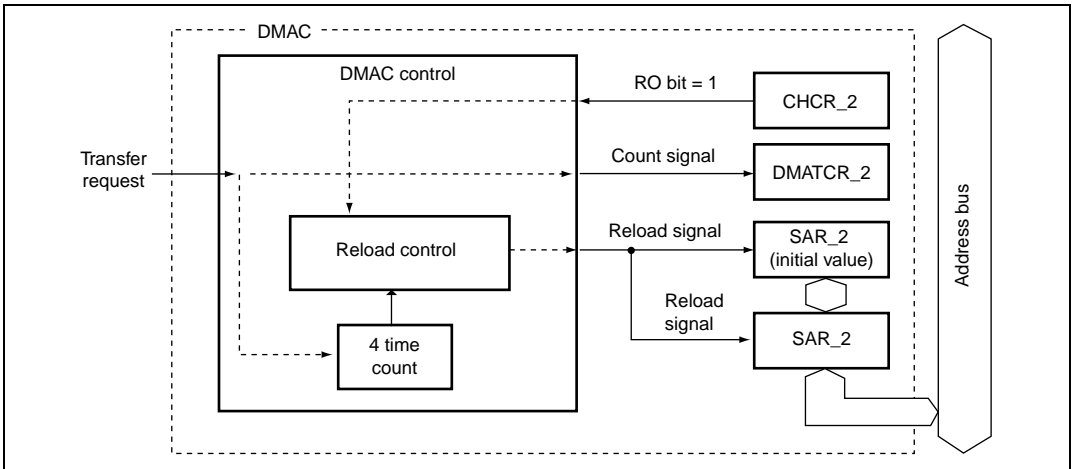 DMAC
DMAC control
RO bit = 1
CHCR_2
Transfer
request
Count signal
DMATCR_2
Reload control
Reload signal
SAR_2
(initial value)
Reload
signal
SAR_2
4 time
count
Address bus